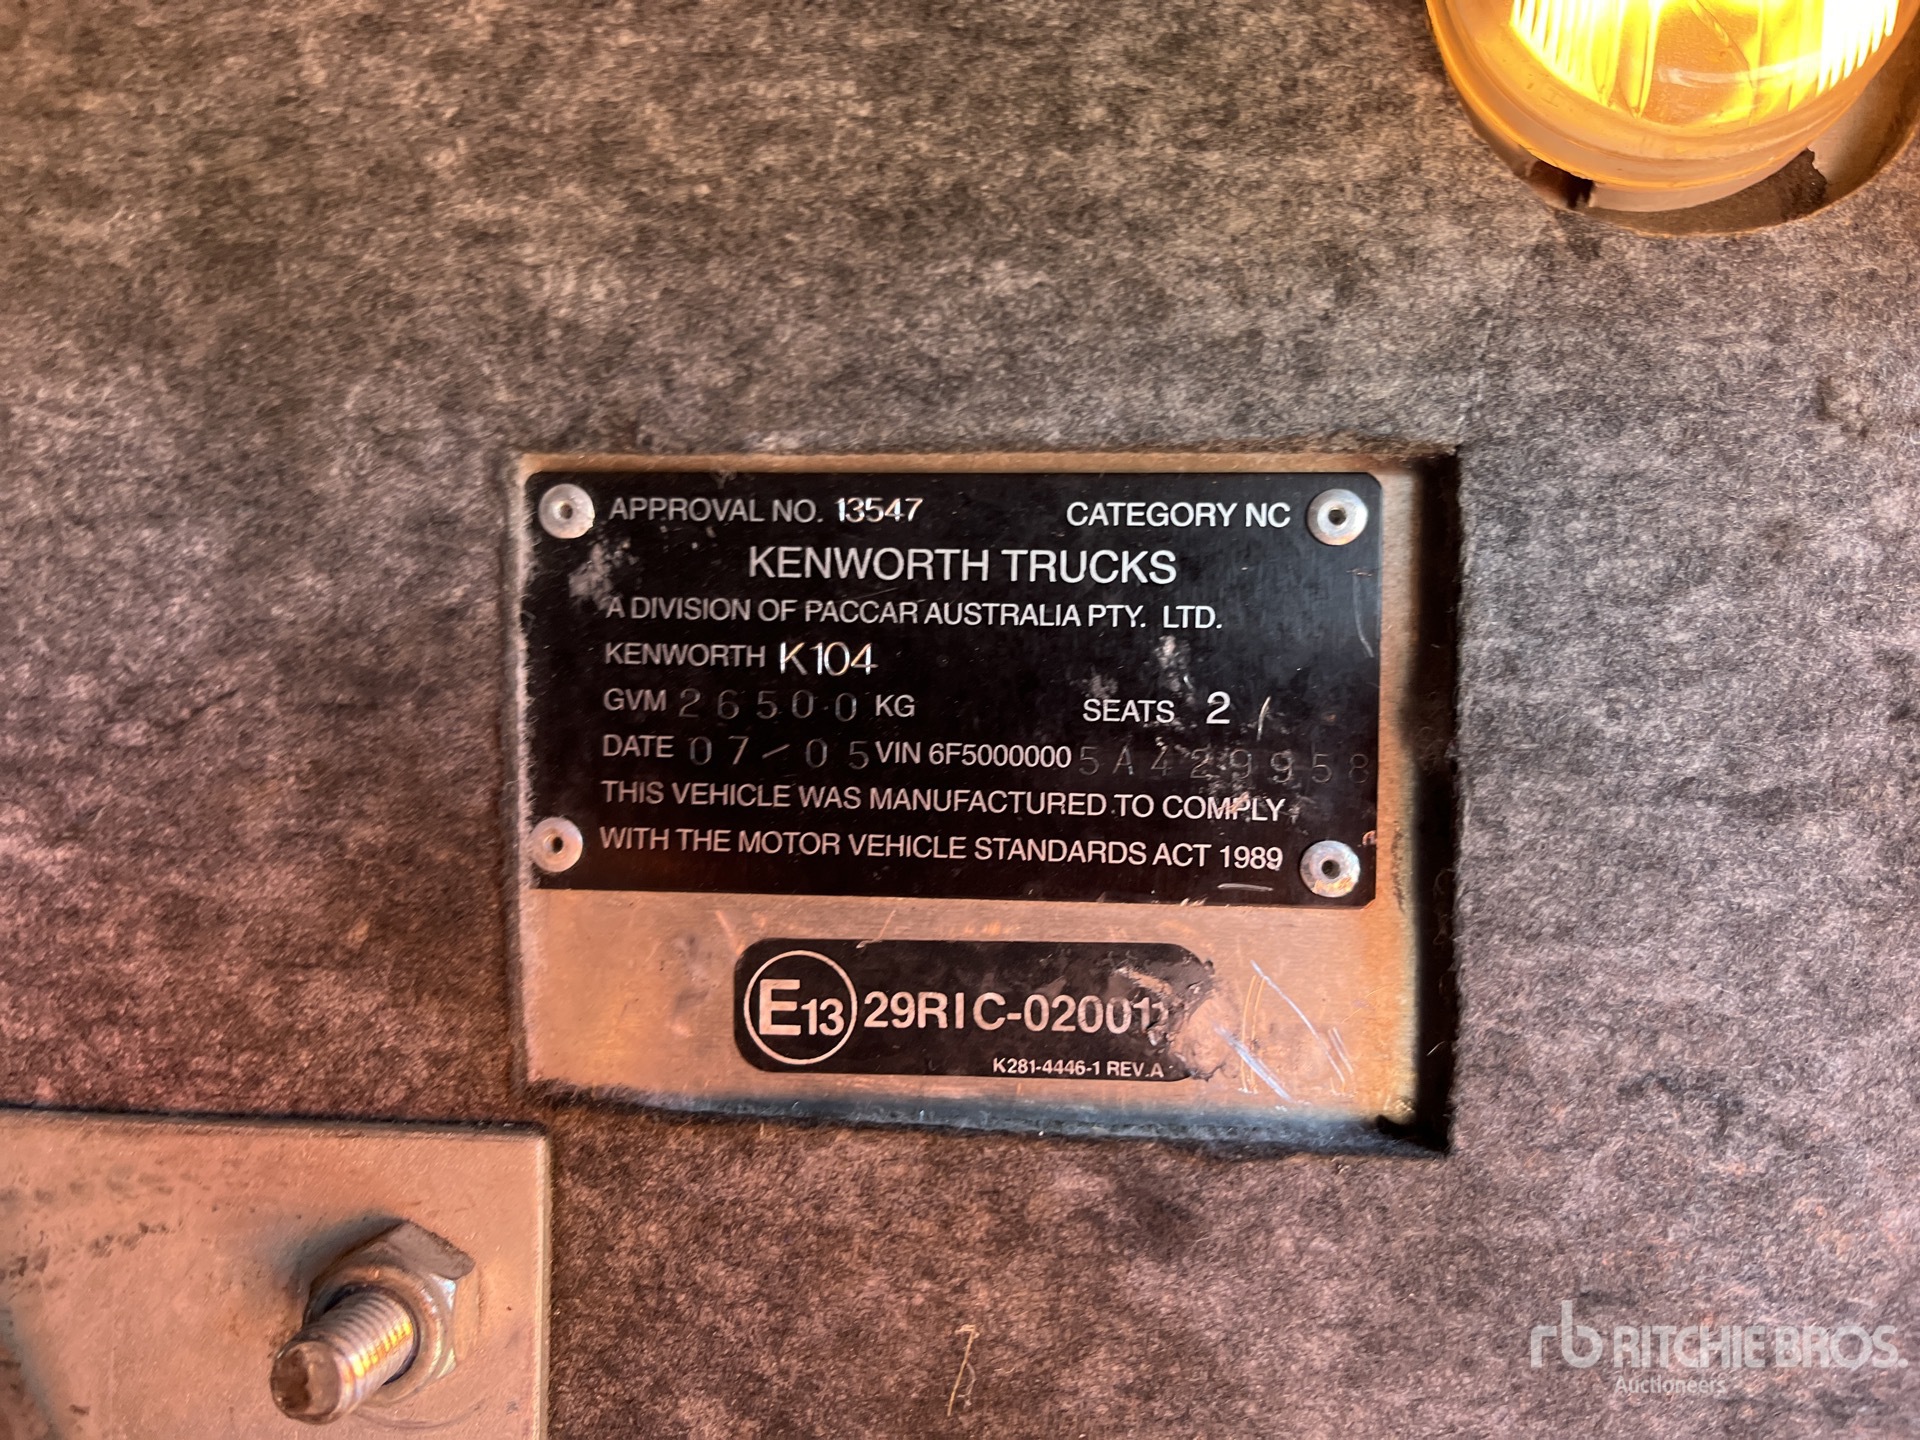 APPROVAL NO. 13547 CATEGORY NC
KENWORTH TRUCKS
A DIVISION OF PACCAR AUSTRALIA PTY. LTD.
KENWORTH K104
GVM 26500 KG SEATS 2 /
DATE 07/05 VIN 6F50000005A429958
THIS VEHICLE WAS MANUFACTURED TO COMPLY
WITH THE MOTOR VEHICLE STANDARDS ACT 1989
E13 29RIC-02001
K281-4446-1 REV.A
rb RITCHIE BROS.
Auctioneers